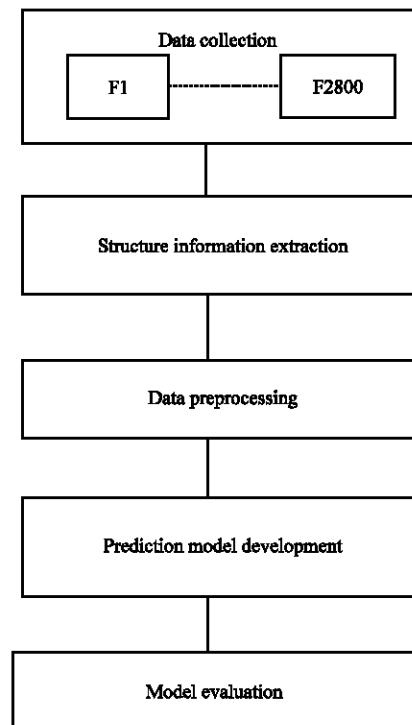 Data collection
F1
F2800
Structure information extraction
Data preprocessing
Prediction model development
Model evaluation